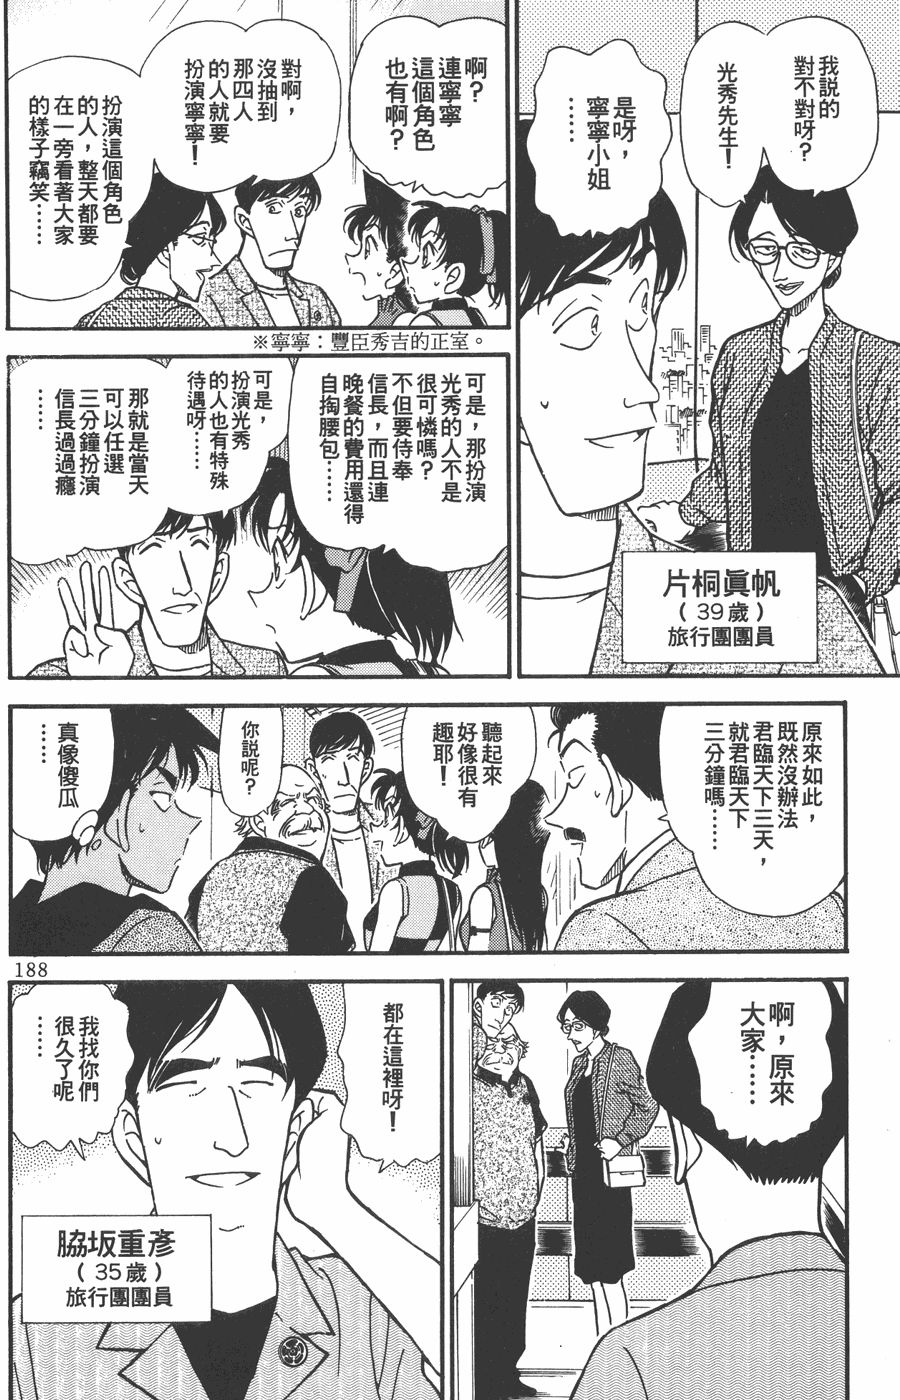 我說的
對不對呀？
光秀先生！
是呀，
寧寧小姐
……
片桐眞帆
（39歲）
旅行團團員
啊？
連寧寧
這個角色
也有啊？
對啊，
沒抽到
那四人
的人就要
扮演寧寧！
扮演這個角色
的人，整天都要
在一旁看著大家
的樣子竊笑……
※寧寧：豐臣秀吉的正室。
可是，那扮演
光秀的人不是
很可憐嗎？
不但要侍奉
信長，而且連
晚餐的費用還得
自掏腰包……
可是，
扮演光秀
的人也有特殊
待遇呀……
那就是當天
可以任選
三分鐘扮演
信長過過癮
……
原來如此，
既然沒辦法
君臨天下三天，
就君臨天下
三分鐘嗎……
聽起來
好像很有
趣耶！
你說呢？
真像傻瓜
……
188
啊，原來
大家……
都在這裡呀！
我找你們
很久了呢
……
脇坂重彥
（35歲）
旅行團團員